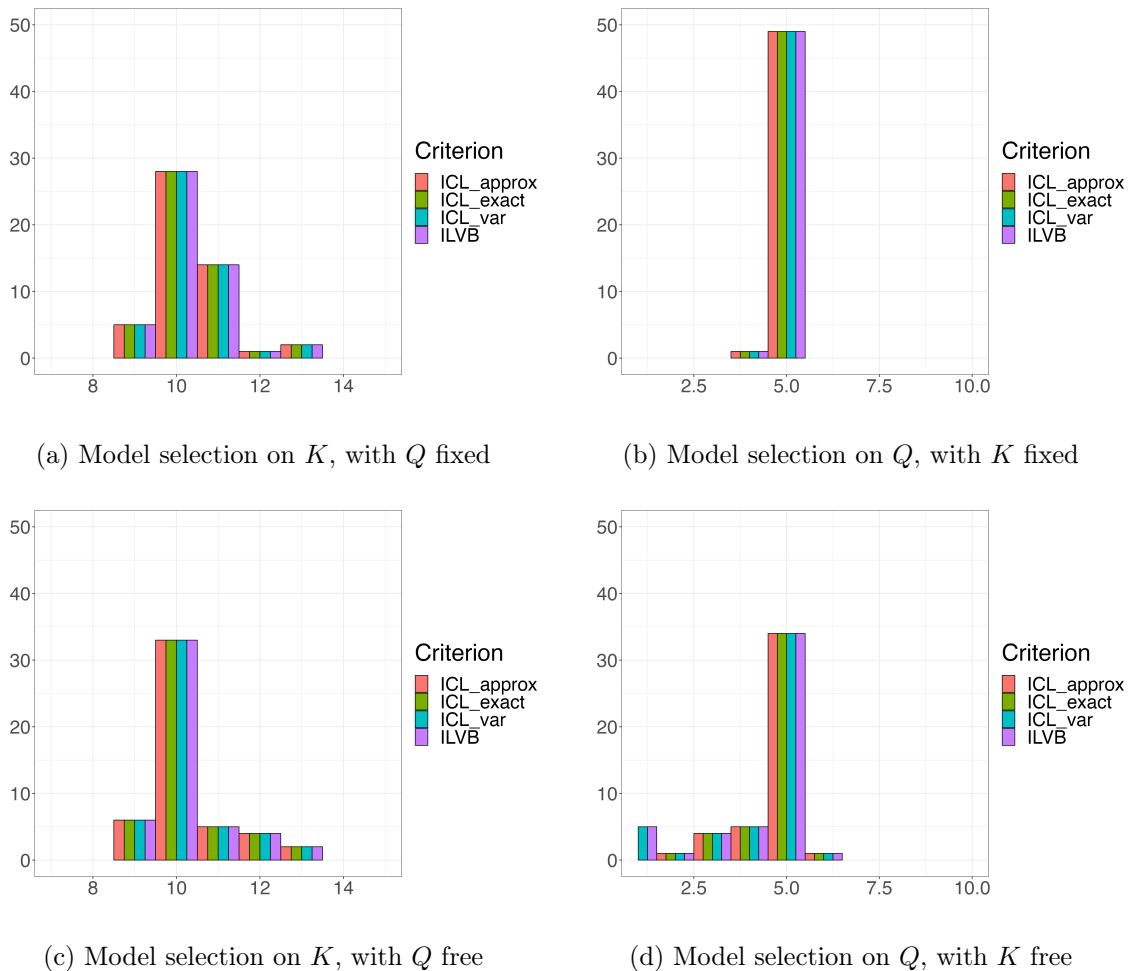 50
40
30
20
10
0
8 10 12 14
Criterion
ICL_approx
ICL_exact
ICL_var
ILVB
(a) Model selection on K, with Q fixed
50
40
30
20
10
0
2.5 5.0 7.5 10.0
Criterion
ICL_approx
ICL_exact
ICL_var
ILVB
(b) Model selection on Q, with K fixed
50
40
30
20
10
0
8 10 12 14
Criterion
ICL_approx
ICL_exact
ICL_var
ILVB
(c) Model selection on K, with Q free
50
40
30
20
10
0
2.5 5.0 7.5 10.0
Criterion
ICL_approx
ICL_exact
ICL_var
ILVB
(d) Model selection on Q, with K free